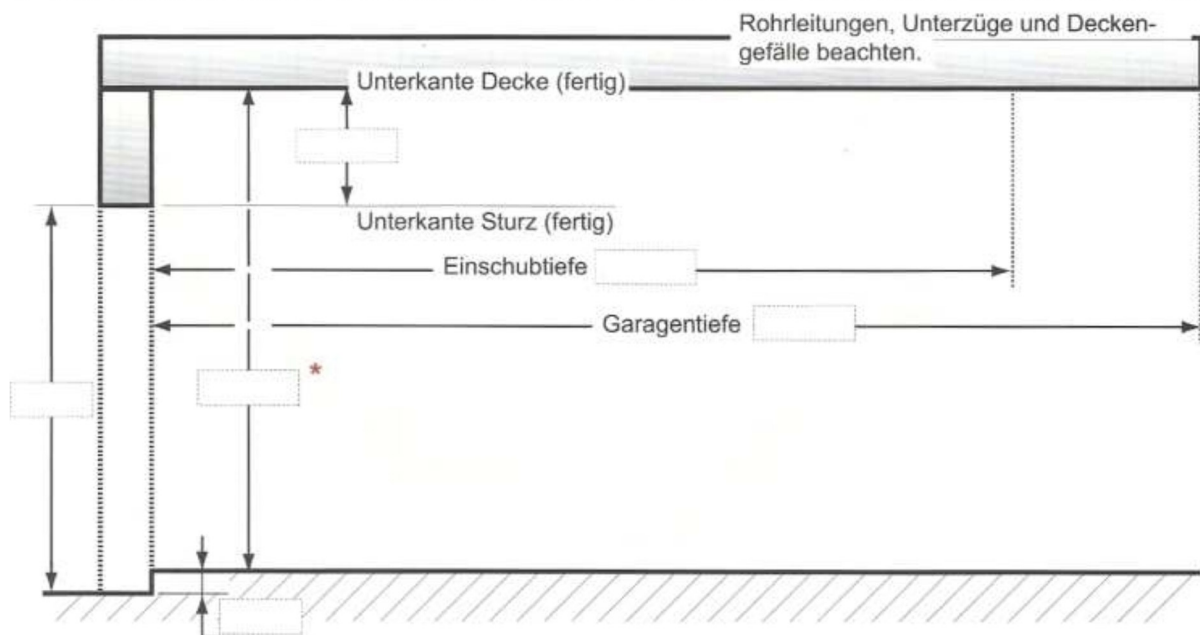 Rohrleitungen, Unterzüge und Decken-
gefälle beachten.
Unterkante Decke (fertig)
Unterkante Sturz (fertig)
Einschubtiefe
Garagentiefe
*